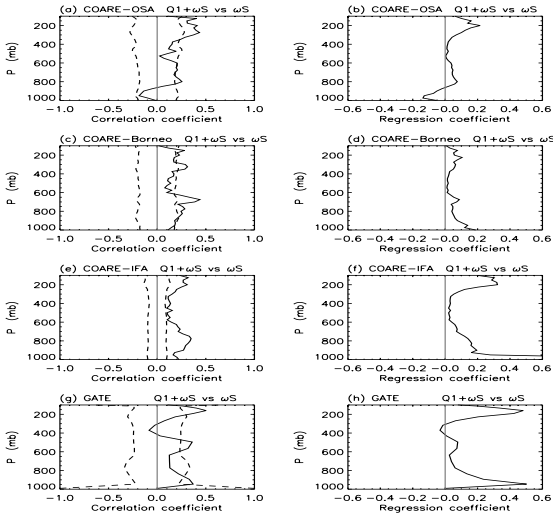 (a) COARE-OSA Q1+ωS vs ωS
(b) COARE-OSA Q1+ωS vs ωS
P (mb)
200
400
600
800
1000
-1.0 -0.5 0.0 0.5 1.0
Correlation coefficient
P (mb)
200
400
600
800
1000
-0.6 -0.4 -0.2 0.0 0.2 0.4 0.6
Regression coefficient
(c) COARE-Borneo Q1+ωS vs ωS
(d) COARE-Borneo Q1+ωS vs ωS
P (mb)
200
400
600
800
1000
-1.0 -0.5 0.0 0.5 1.0
Correlation coefficient
P (mb)
200
400
600
800
1000
-0.6 -0.4 -0.2 0.0 0.2 0.4 0.6
Regression coefficient
(e) COARE-IFA Q1+ωS vs ωS
(f) COARE-IFA Q1+ωS vs ωS
P (mb)
200
400
600
800
1000
-1.0 -0.5 0.0 0.5 1.0
Correlation coefficient
P (mb)
200
400
600
800
1000
-0.6 -0.4 -0.2 0.0 0.2 0.4 0.6
Regression coefficient
(g) GATE Q1+ωS vs ωS
(h) GATE Q1+ωS vs ωS
P (mb)
200
400
600
800
1000
-1.0 -0.5 0.0 0.5 1.0
Correlation coefficient
P (mb)
200
400
600
800
1000
-0.6 -0.4 -0.2 0.0 0.2 0.4 0.6
Regression coefficient